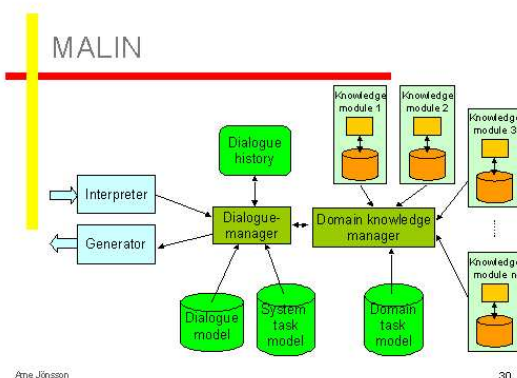 MALIN
Knowledge
module 1
Knowledge
module 2
Knowledge
module 3
Dialogue
history
Interpreter
Generator
Dialogue-
manager
Domain knowledge
manager
Dialogue
model
System
task
model
Domain
task
model
Knowledge
module n
Arne Jönsson
30